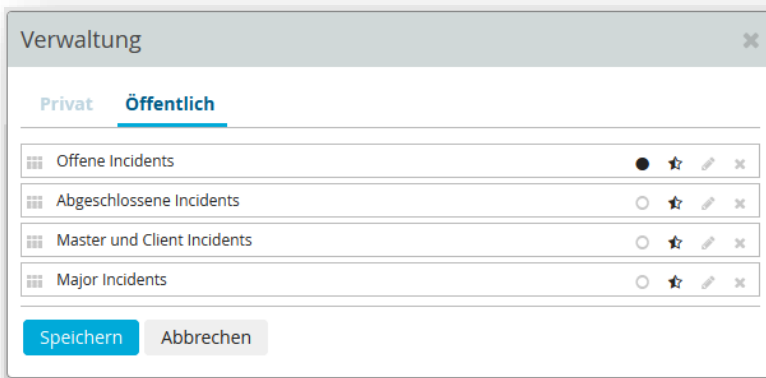 Verwaltung
Privat Öffentlich
Offene Incidents
Abgeschlossene Incidents
Master und Client Incidents
Major Incidents
Speichern Abbrechen